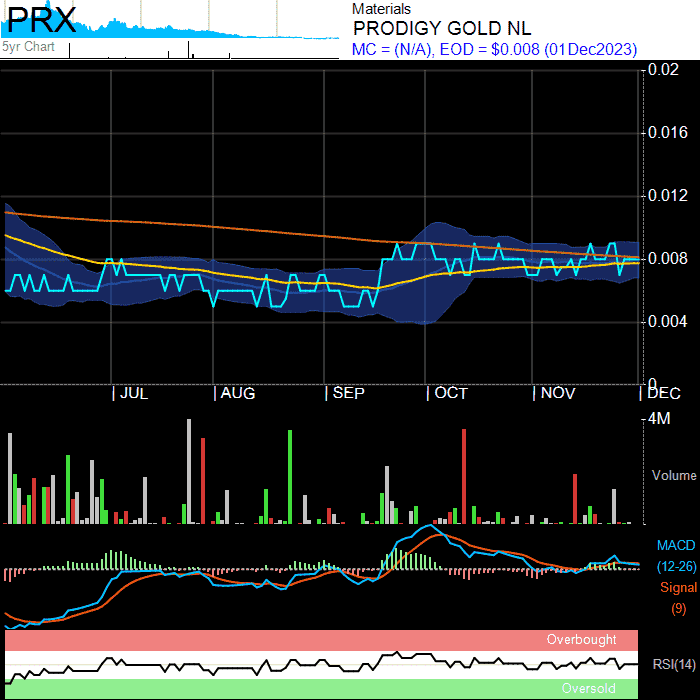 PRX
5yr Chart
Materials
PRODIGY GOLD NL
MC = (N/A), EOD = $0.008 (01Dec2023)
0.02
0.016
0.012
0.008
0.004
0
JUL AUG SEP OCT NOV DEC
4M
Volume
MACD
(12-26)
Signal
(9)
Overbought
RSI(14)
Oversold